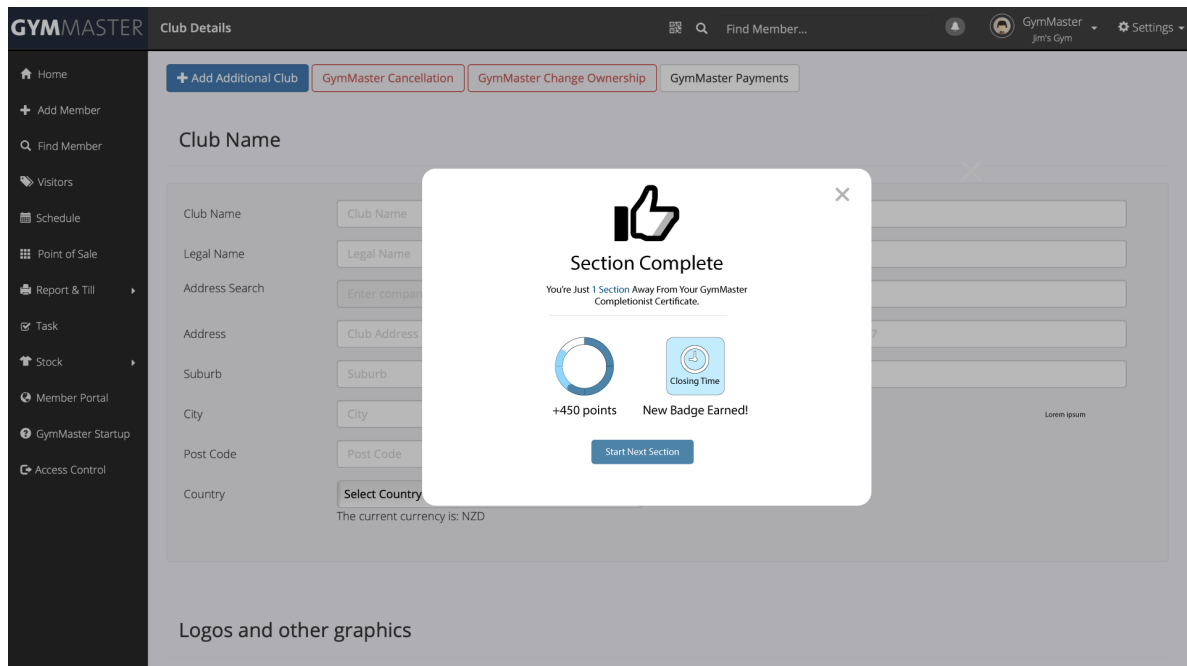 GYMMASTER
Club Details
Find Member...
GymMaster
Jim's Gym
Settings
Home
Add Member
Find Member
Visitors
Schedule
Point of Sale
Report & Till
Task
Stock
Member Portal
GymMaster Startup
Access Control
Add Additional Club
GymMaster Cancellation
GymMaster Change Ownership
GymMaster Payments
Club Name
Club Name
Club Name
Legal Name
Legal Name
Address Search
Enter compan
Address
Club Address
7
Suburb
Suburb
City
City
Lorem ipsum
Post Code
Post Code
Country
Select Country
The current currency is: NZD
Section Complete
You're Just 1 Section Away From Your GymMaster
Completionist Certificate.
Closing Time
+450 points
New Badge Earned!
Start Next Section
Logos and other graphics